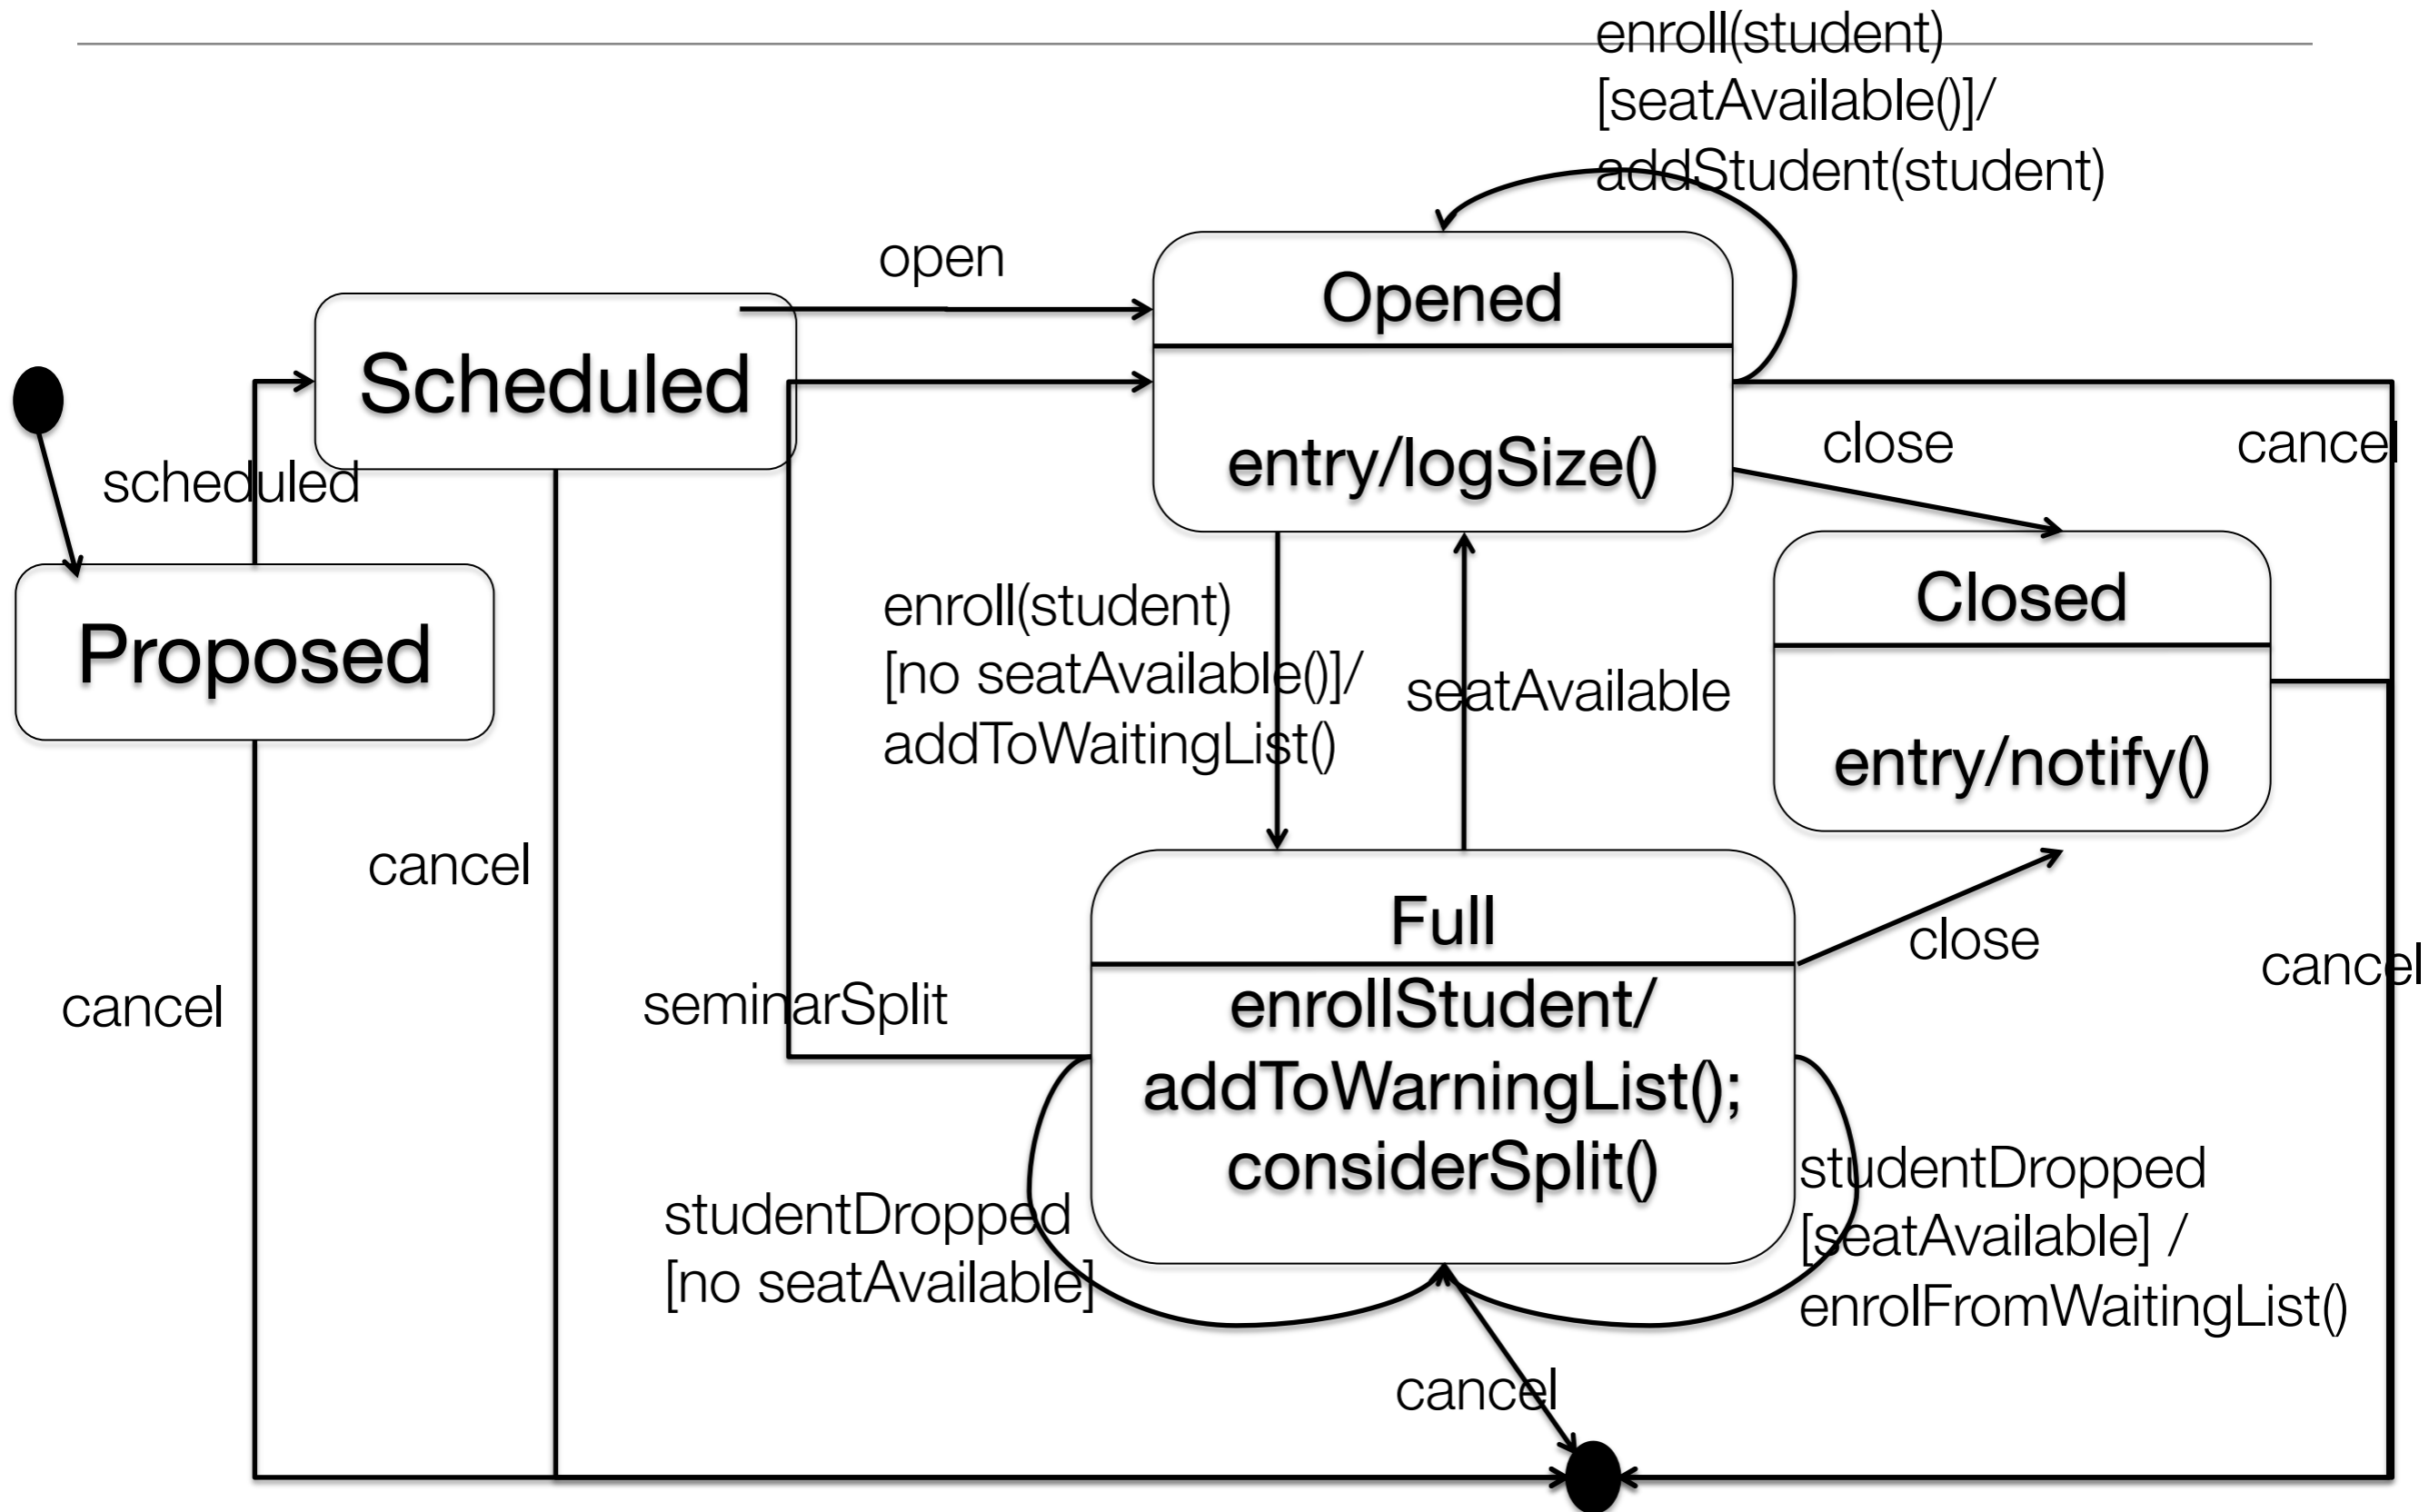 enroll(student)
[seatAvailable()]/
addStudent(student)
open
Opened
Scheduled
entry/logSize()
close
cancel
scheduled
enroll(student)
[no seatAvailable()]/
addToWaitingList()
seatAvailable
Closed
Proposed
entry/notify()
cancel
Full
close
cancel
cancel
seminarSplit
enrollStudent/
addToWarningList();
considerSplit()
studentDropped
[no seatAvailable]
studentDropped
[seatAvailable] /
enrolFromWaitingList()
cancel